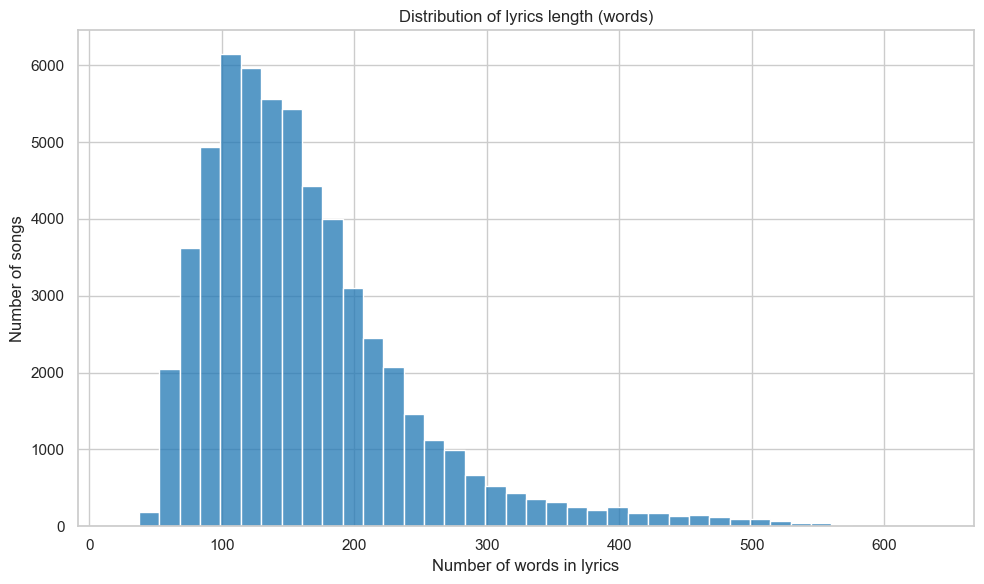 Distribution of lyrics length (words)
6000
5000
4000
3000
2000
1000
0
Number of songs
0 100 200 300 400 500 600
Number of words in lyrics